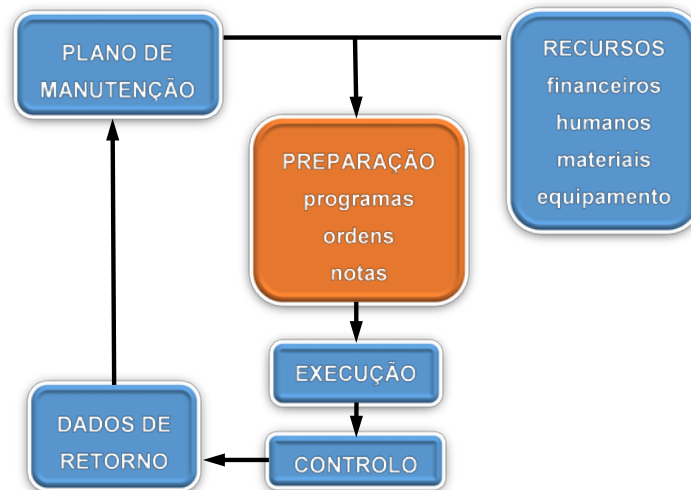 PLANO DE
MANUTENÇÃO
RECURSOS
financeiros
humanos
materiais
equipamento
PREPARAÇÃO
programas
ordens
notas
EXECUÇÃO
CONTROLO
DADOS DE
RETORNO